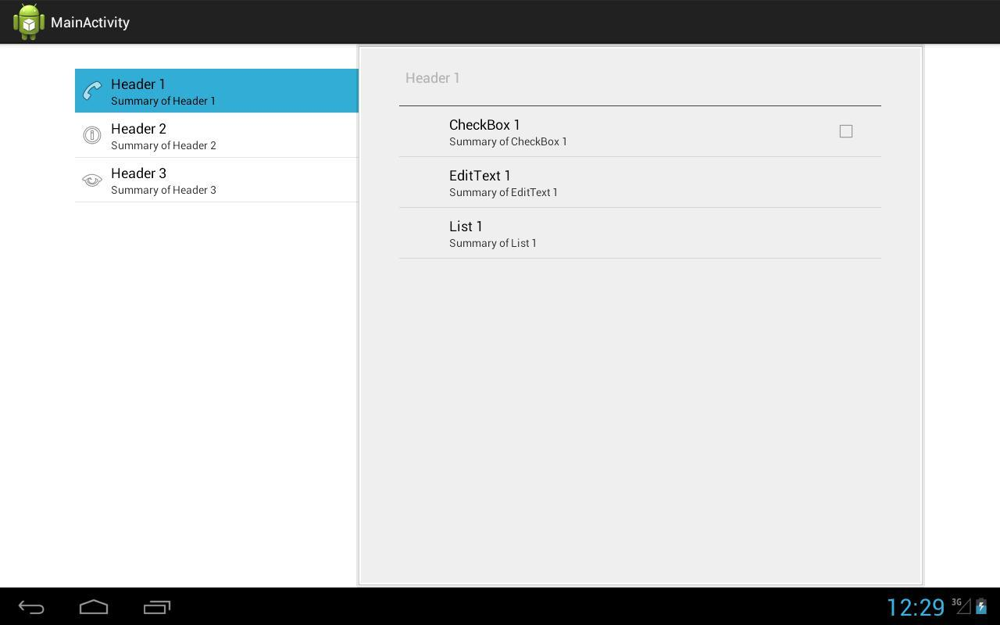 MainActivity
Header 1
Summary of Header 1
Header 2
Summary of Header 2
Header 3
Summary of Header 3
Header 1
CheckBox 1
Summary of CheckBox 1
EditText 1
Summary of EditText 1
List 1
Summary of List 1
12:29 3G